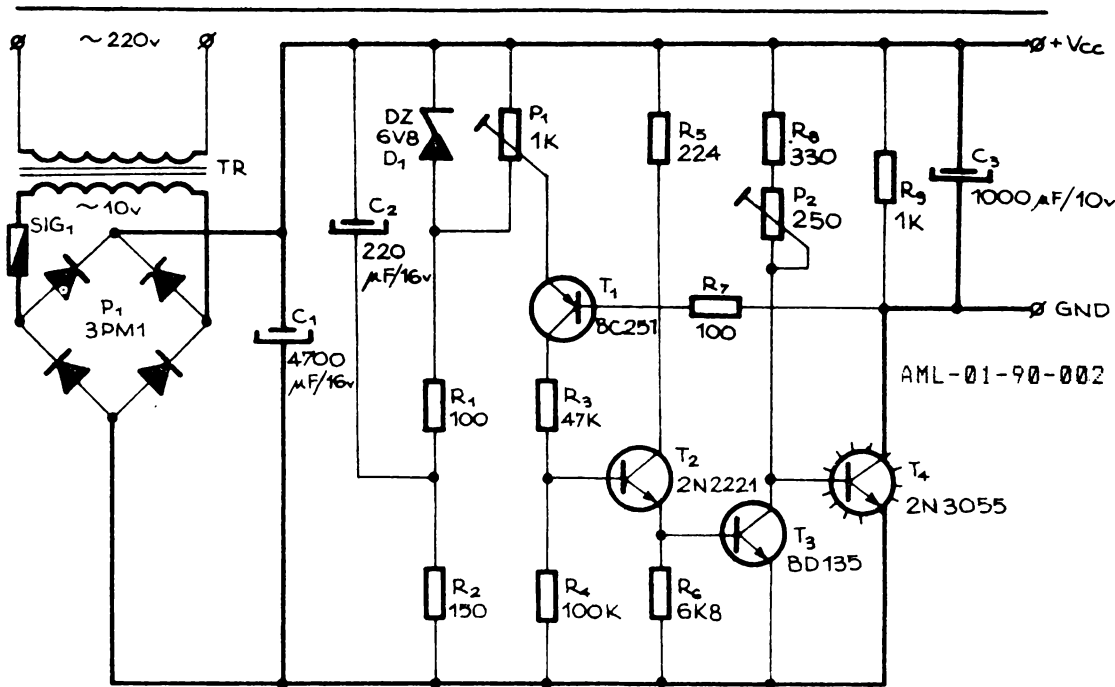 ~220v
+Vcc
TR
~10v
SIG1
P1
3PM1
C1
4700
μF/16v
C2
220
μF/16v
DZ
6V8
D1
P1
1K
R5
224
R8
330
P2
250
R9
1K
C3
1000μF/10v
T1
BC251
R7
100
GND
AML-01-90-002
R1
100
R3
47K
T2
2N2221
T3
BD135
T4
2N3055
R2
150
R4
100K
R6
6K8